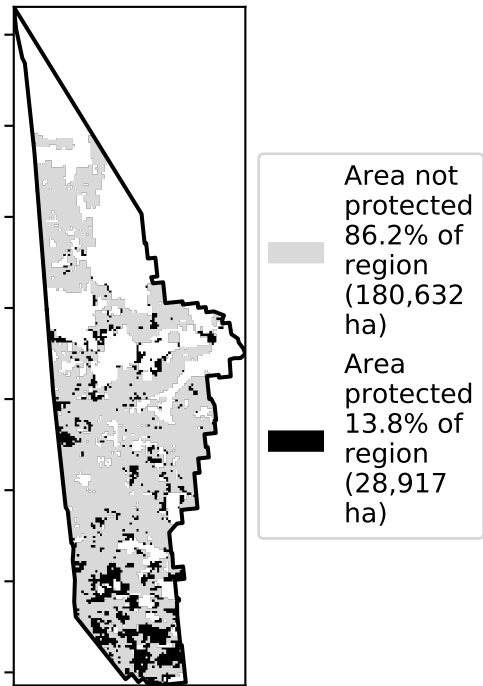 Area not
protected
86.2% of
region
(180,632
ha)
Area
protected
13.8% of
region
(28,917
ha)